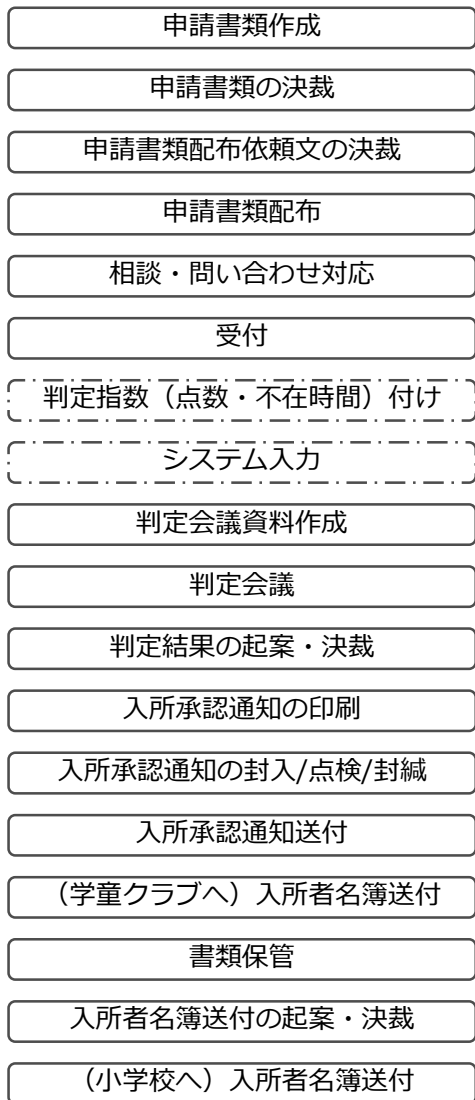 申請書類作成
申請書類の決裁
申請書類配布依頼文の決裁
申請書類配布
相談・問い合わせ対応
受付
判定指数（点数・不在時間）付け
システム入力
判定会議資料作成
判定会議
判定結果の起案・決裁
入所承認通知の印刷
入所承認通知の封入/点検/封緘
入所承認通知送付
（学童クラブへ）入所者名簿送付
書類保管
入所者名簿送付の起案・決裁
（小学校へ）入所者名簿送付